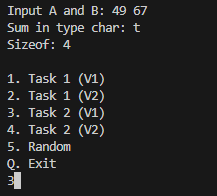 Input A and B: 49 67
Sum in type char: t
Sizeof: 4

1. Task 1 (V1)
2. Task 1 (V2)
3. Task 2 (V1)
4. Task 2 (V2)
5. Random
Q. Exit
3